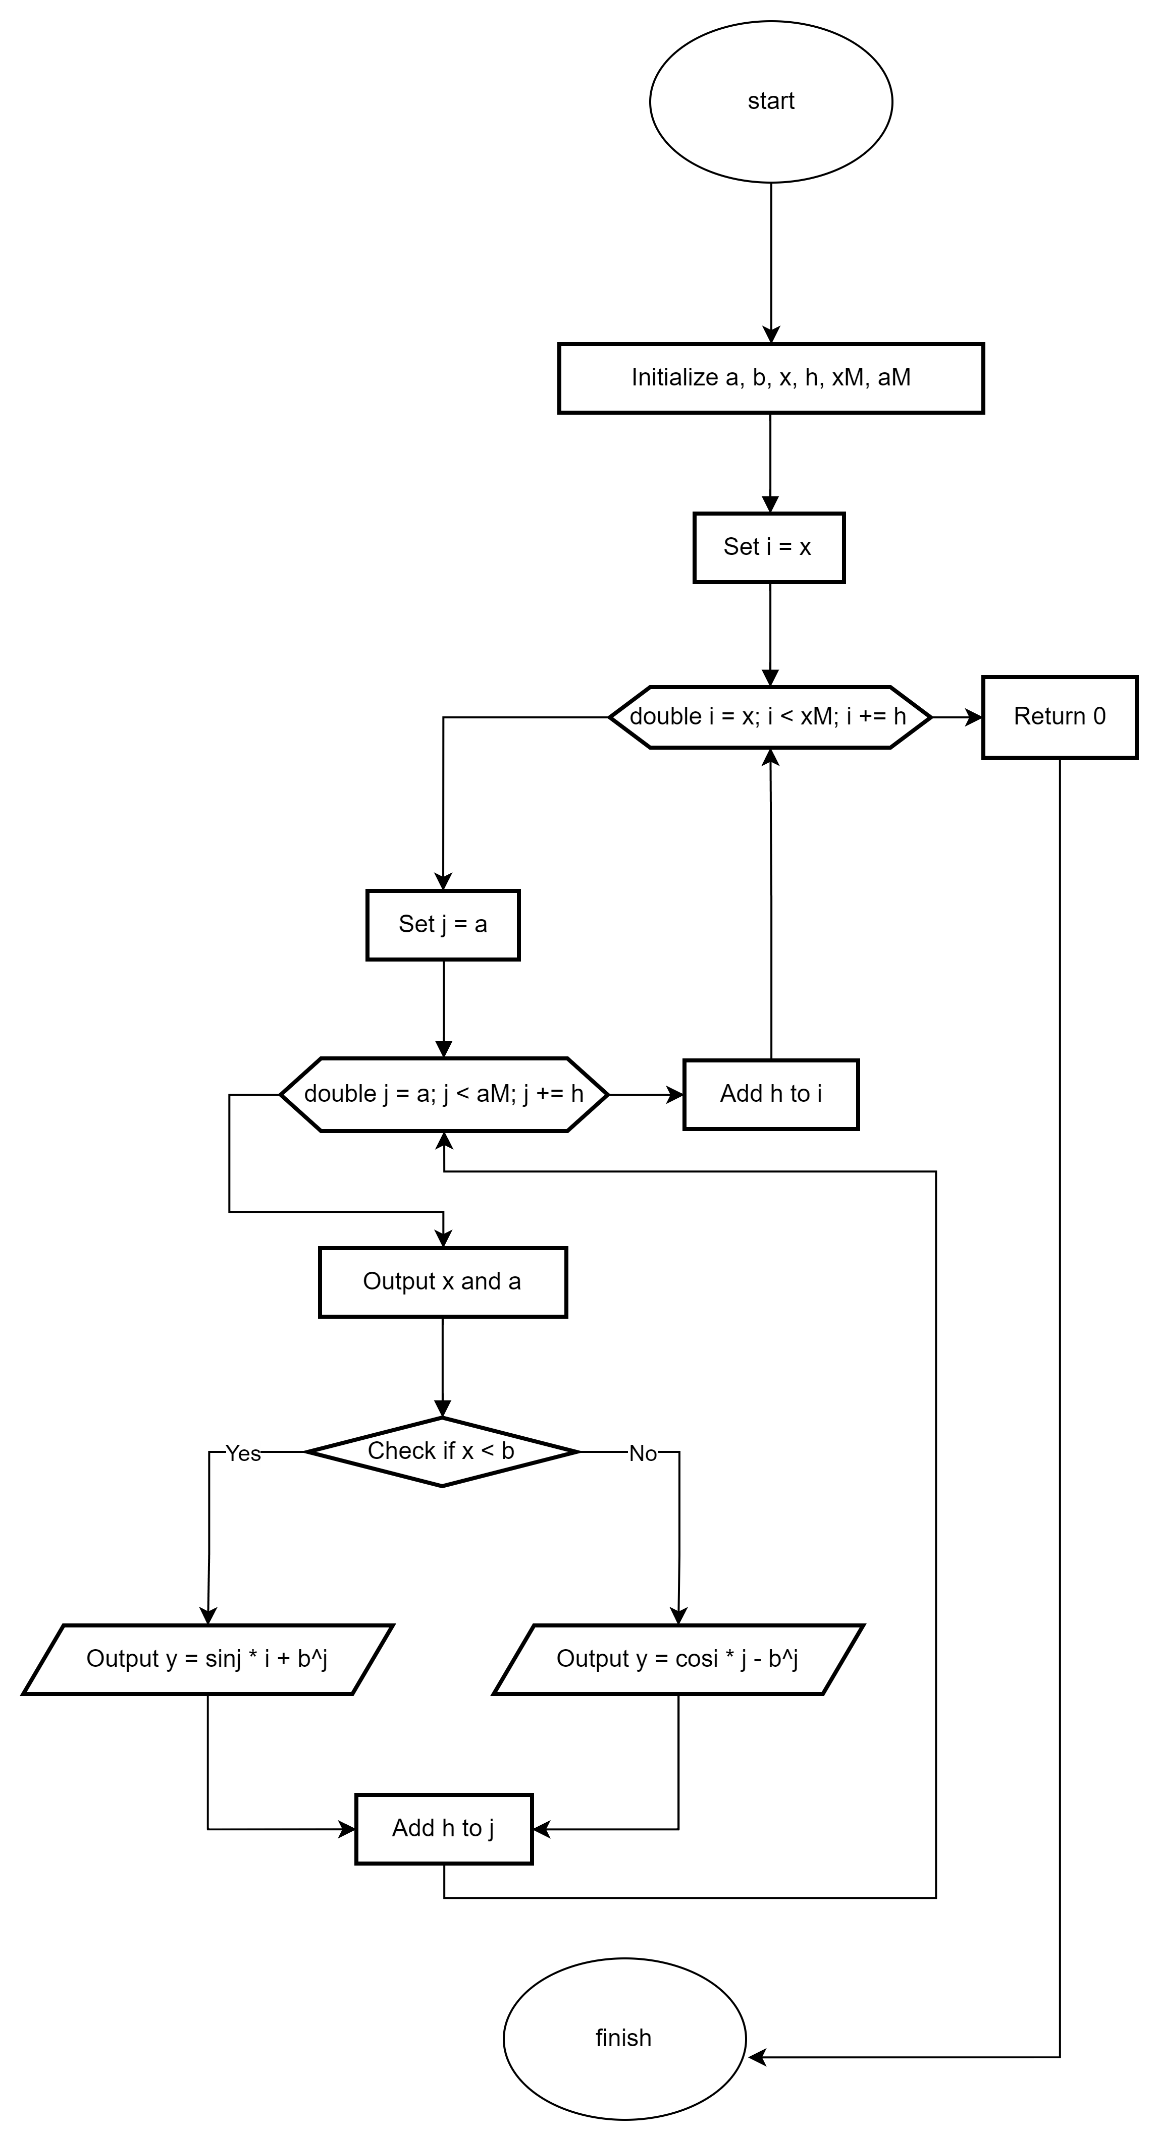 start
Initialize a, b, x, h, xM, aM
Set i = x
double i = x; i < xM; i += h
Return 0
Set j = a
double j = a; j < aM; j += h
Add h to i
Output x and a
Check if x < b
Yes
No
Output y = sinj * i + b^j
Output y = cosi * j - b^j
Add h to j
finish